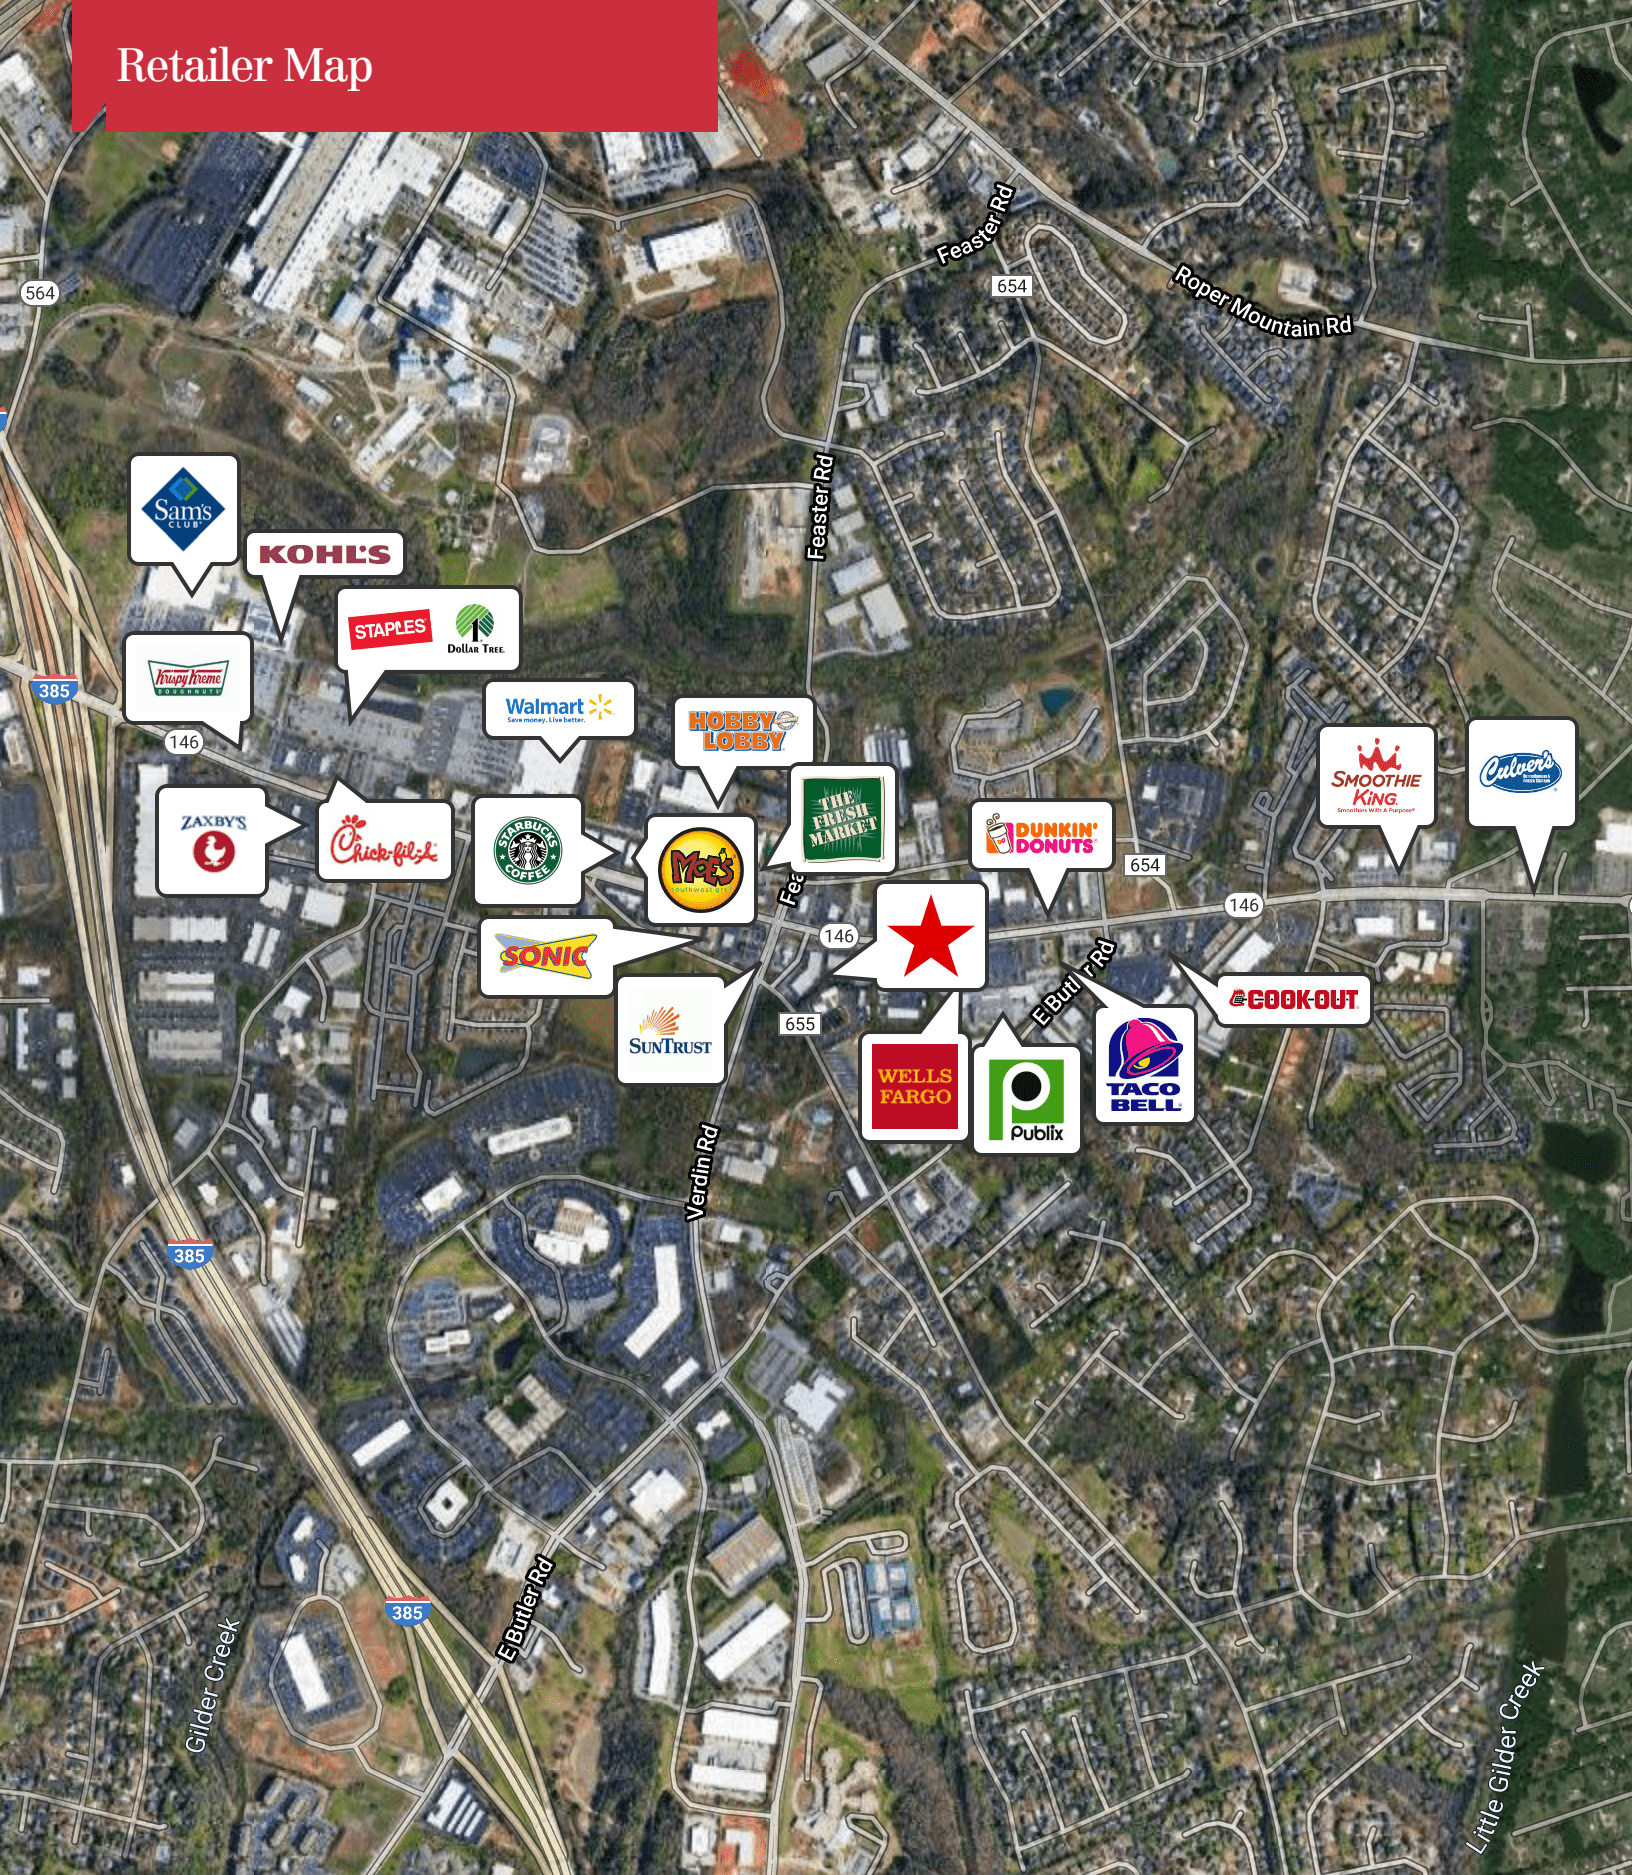 Retailer Map
Feaster Rd
654
Roper Mountain Rd
564
Sam's
CLUB
KOHL'S
Feaster Rd
STAPLES
DOLLAR TREE
Krispy Kreme
DOUGHNUTS
385
146
Walmart
Save money. Live better.
HOBBY
LOBBY
THE
FRESH
MARKET
SMOOTHIE
KING
Smoothies With A Purpose
Culver's
ZAXBY'S
Chick-fil-A
STARBUCKS
COFFEE
MOE'S
southwest grill
DUNKIN'
DONUTS
654
Fea
146
146
SONIC
E Butl r Rd
COOK OUT
SUNTRUST
655
WELLS
FARGO
Publix
TACO
BELL
Verdin Rd
385
385
E Butler Rd
Gilder Creek
Little Gilder Creek